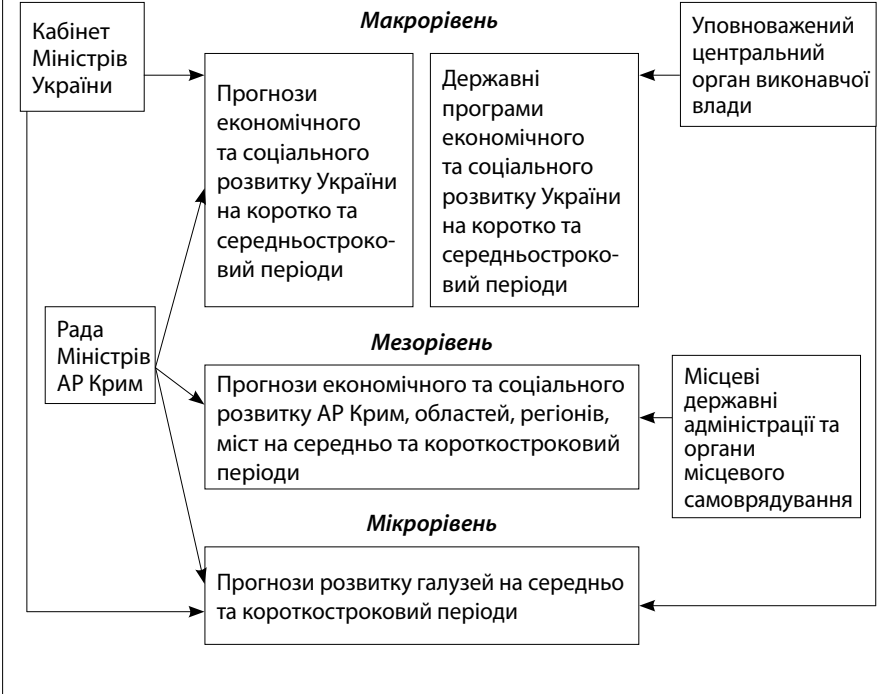 Макрорівень
Кабінет
Міністрів
України
Прогнози
економічного
та соціального
розвитку України
на коротко та
середньостроко-
вий періоди
Державні
програми
економічного
та соціального
розвитку України
на коротко та
середньостроко-
вий періоди
Уповноважений
центральний
орган виконавчої
влади
Рада
Міністрів
АР Крим
Мезорівень
Прогнози економічного та соціального
розвитку АР Крим, областей, регіонів,
міст на середньо та короткостроковий
періоди
Місцеві
державні
адміністрації та
органи
місцевого
самоврядування
Мікрорівень
Прогнози розвитку галузей на середньо
та короткостроковий періоди